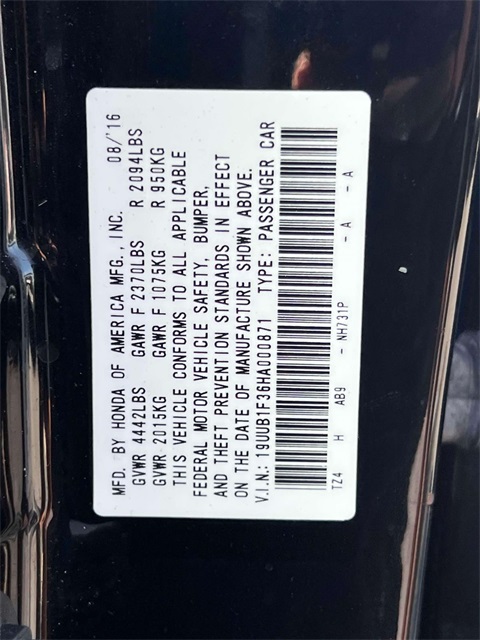 MFD. BY HONDA OF AMERICA MFG., INC. 08/'16
GVWR 4442LBS GAWR F 2370LBS R 2094LBS
GVWR 2015KG GAWR F 1075KG R 950KG
THIS VEHICLE CONFORMS TO ALL APPLICABLE
FEDERAL MOTOR VEHICLE SAFETY, BUMPER,
AND THEFT PREVENTION STANDARDS IN EFFECT
ON THE DATE OF MANUFACTURE SHOWN ABOVE.
V.I.N.: 19UUB1F36HA000871 TYPE: PASSENGER CAR
TZ4 H AB9 - NH731P - A - A